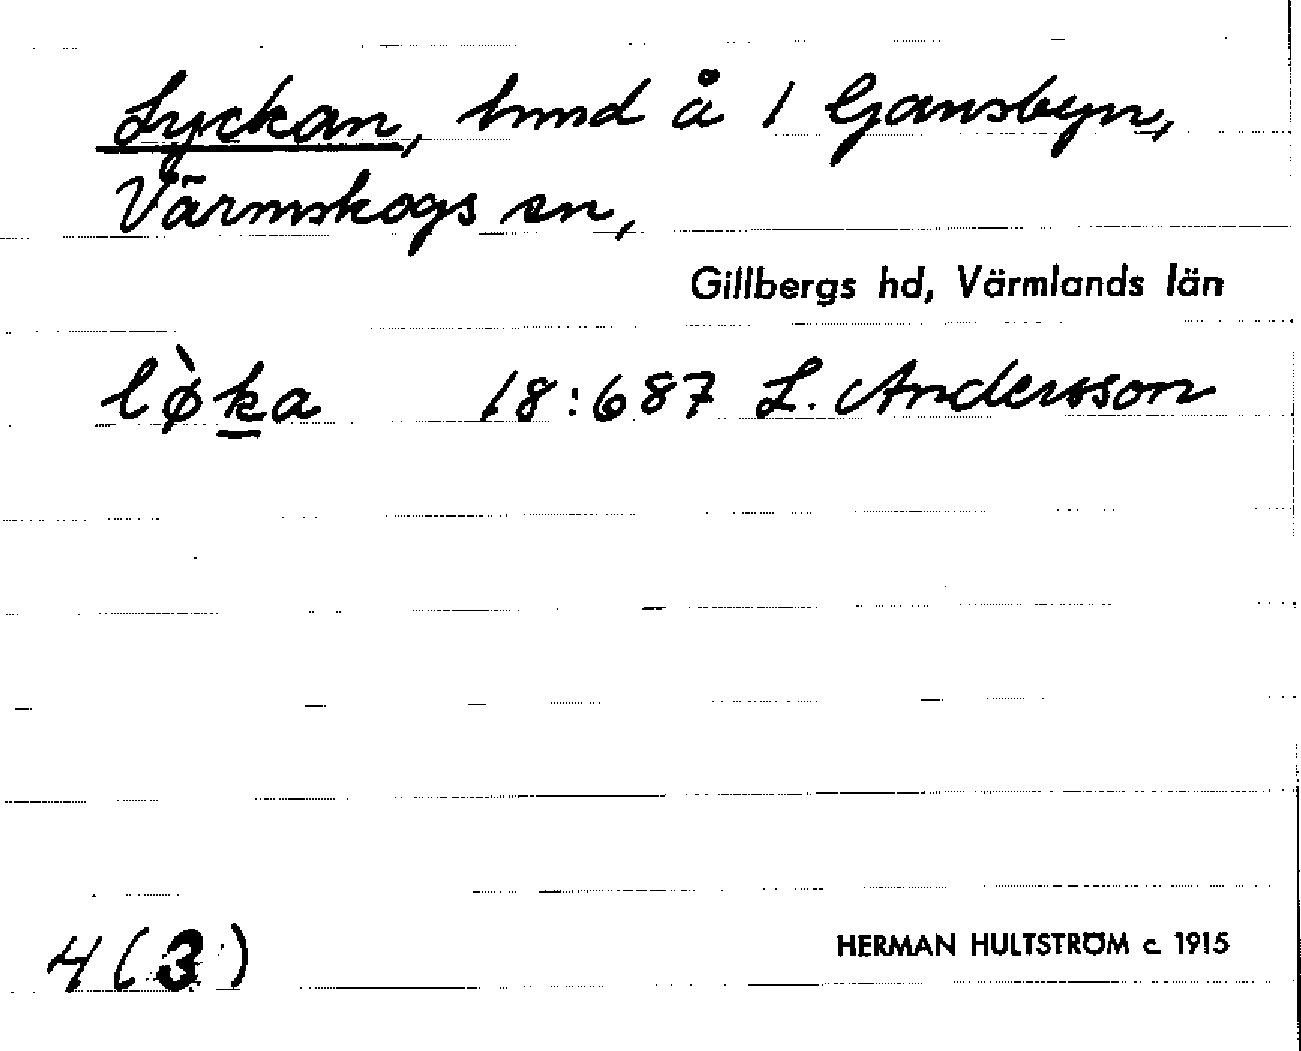 Lyckan, hmd å 1 Gansbyn,
Värmskogs sn,
Gillbergs hd, Värmlands län
lø̀ka 18:687 L. Andersson
4 (3)
HERMAN HULTSTRÖM c. 1915